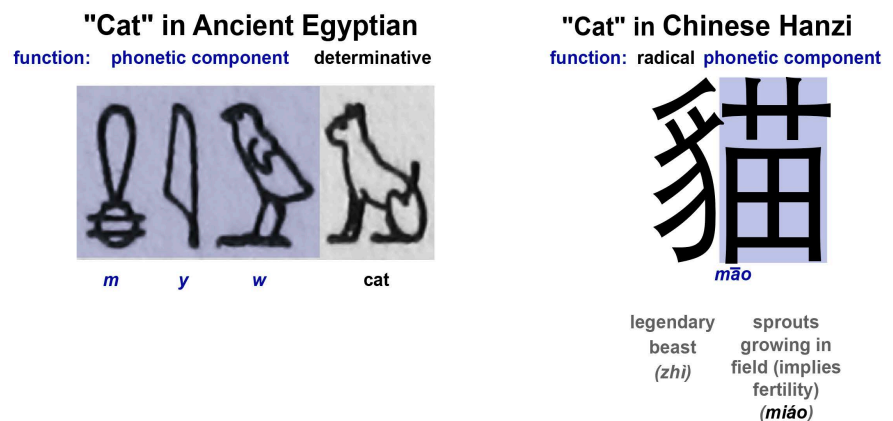 "Cat" in Ancient Egyptian
function: phonetic component determinative
m y w cat
"Cat" in Chinese Hanzi
function: radical phonetic component
貓
māo
legendary
beast
(zhì)
sprouts
growing in
field (implies
fertility)
(miáo)